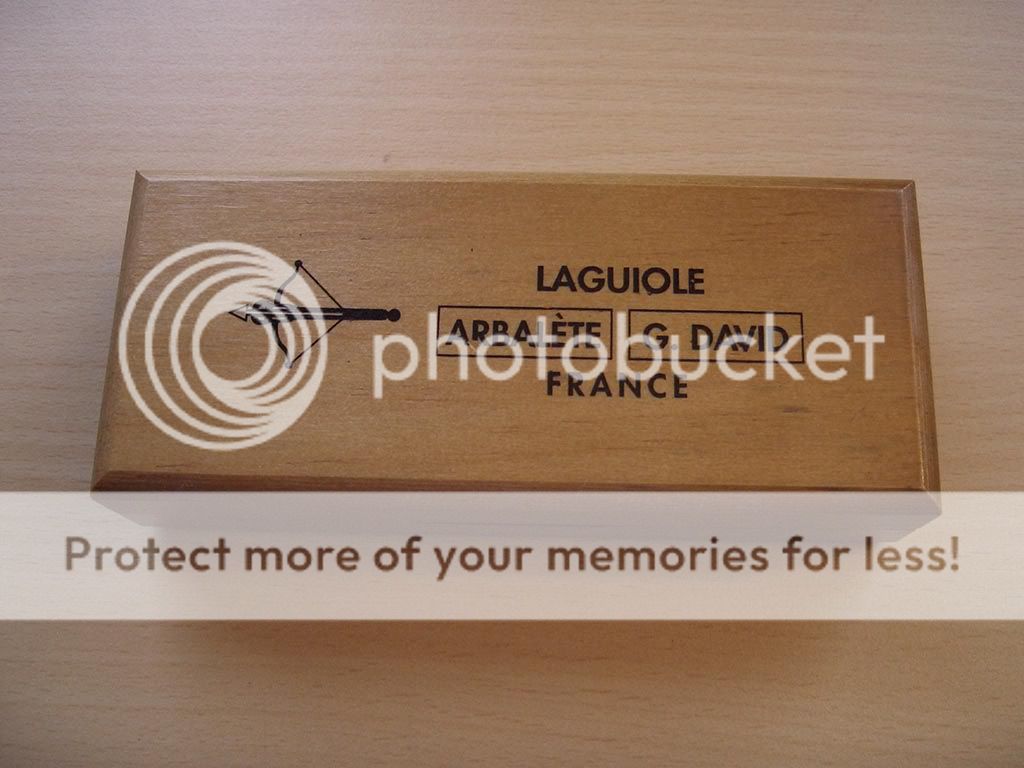 LAGUIOLE
ARBALÈTE G. DAVID
FRANCE
photobucket
Protect more of your memories for less!